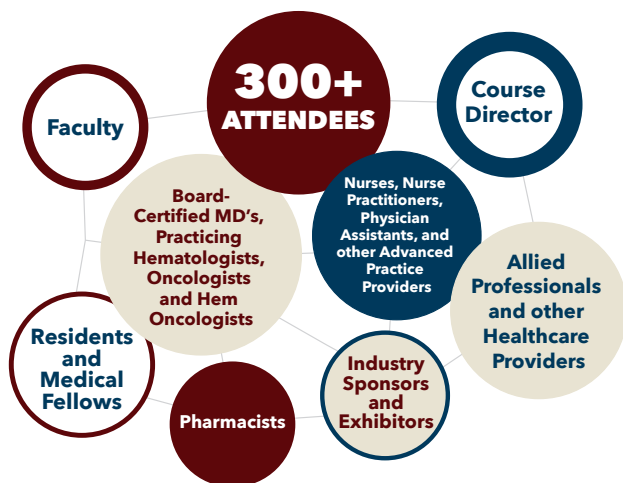 300+
ATTENDEES
Course
Director
Faculty
Board-
Certified MD's,
Practicing
Hematologists,
Oncologists
and Hem
Oncologists
Nurses, Nurse
Practitioners,
Physician
Assistants, and
other Advanced
Practice
Providers
Allied
Professionals
and other
Healthcare
Providers
Residents
and
Medical
Fellows
Industry
Sponsors
and
Exhibitors
Pharmacists